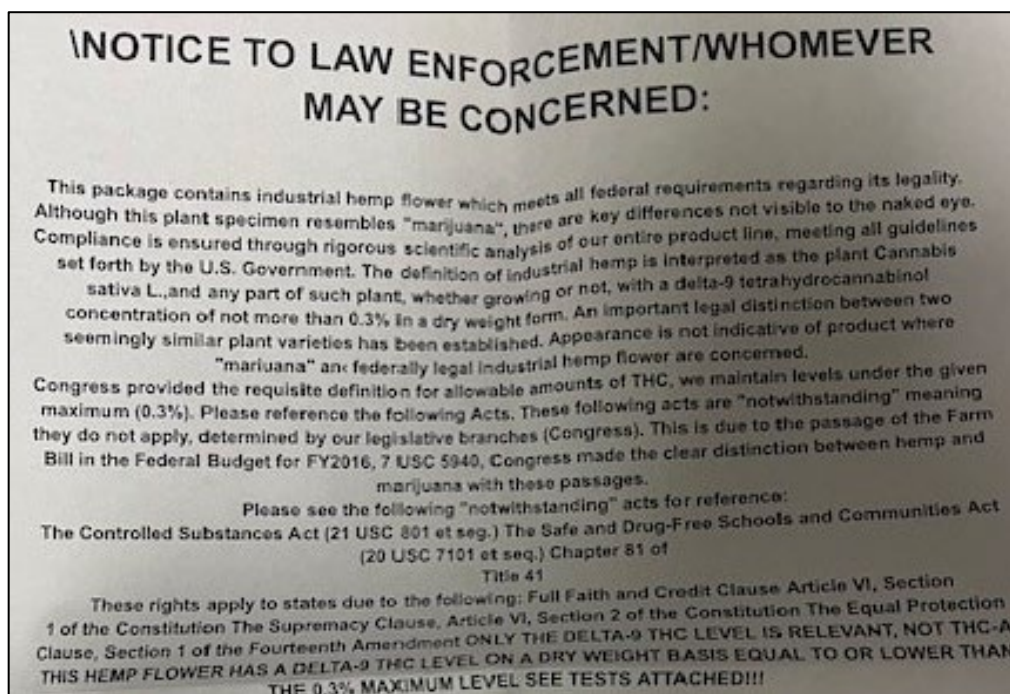 \NOTICE TO LAW ENFORCEMENT/WHOMEVER
MAY BE CONCERNED:
This package contains industrial hemp flower which meets all federal requirements regarding its legality.
Although this plant specimen resembles "marijuana", there are key differences not visible to the naked eye.
Compliance is ensured through rigorous scientific analysis of our entire product line, meeting all guidelines
set forth by the U.S. Government. The definition of industrial hemp is interpreted as the plant Cannabis
sativa L.,and any part of such plant, whether growing or not, with a delta-9 tetrahydrocannabinol
concentration of not more than 0.3% in a dry weight form. An important legal distinction between two
seemingly similar plant varieties has been established. Appearance is not indicative of product where
"mariuana" an‹ federally legal industrial hemp flower are concerned.
Congress provided the requisite definition for allowable amounts of THC, we maintain levels under the given
maximum (0.3%). Please reference the following Acts. These following acts are "notwithstanding" meaning
they do not apply, determined by our legislative branches (Congress). This is due to the passage of the Farm
Bill in the Federal Budget for FY2016, 7 USC 5940, Congress made the clear distinction between hemp and
marijuana with these passages.
Please see the following "notwithstanding" acts for reference:
The Controlled Substances Act (21 USC 801 et seg.) The Safe and Drug-Free Schools and Communities Act
(20 USC 7101 et seq.) Chapter 81 of
Title 41
These rights apply to states due to the following: Full Faith and Credit Clause Article VI, Section
1 of the Constitution The Supremacy Clause, Article VI, Section 2 of the Constitution The Equal Protection
Clause, Section 1 of the Fourteenth Amendment ONLY THE DELTA-9 THC LEVEL IS RELEVANT, NOT THC-A
THIS HEMP FLOWER HAS A DELTA-9 THC LEVEL ON A DRY WEIGHT BASIS EQUAL TO OR LOWER THAN
THE 0.3% MAXIMUM LEVEL SEE TESTS ATTACHED!!!